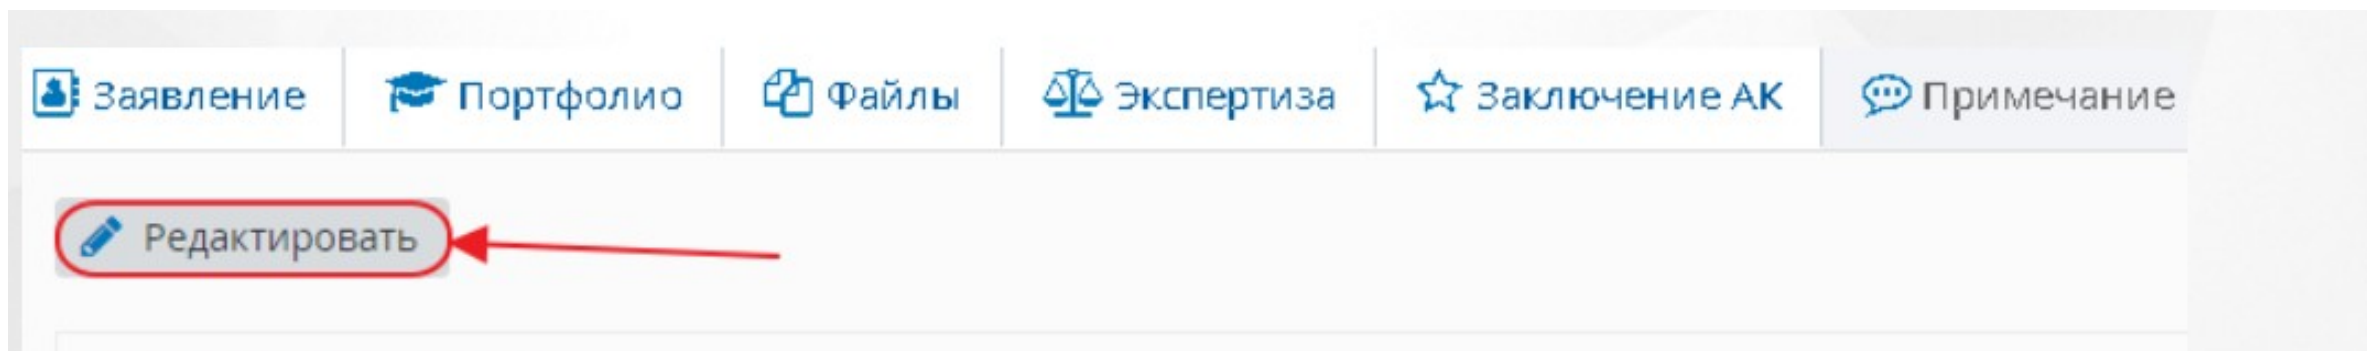 Заявление Портфолио Файлы Экспертиза Заключение АК Примечание
Редактировать